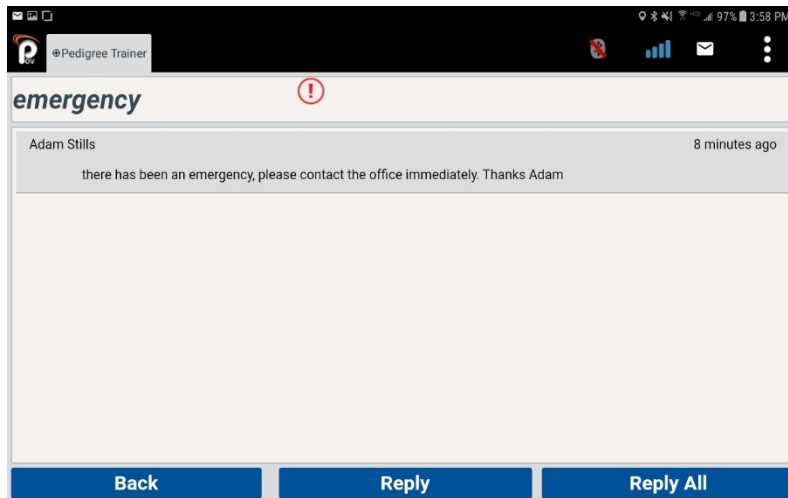 97% 3:58 PM
POV
Pedigree Trainer
emergency
Adam Stills
8 minutes ago
there has been an emergency, please contact the office immediately. Thanks Adam
Back
Reply
Reply All